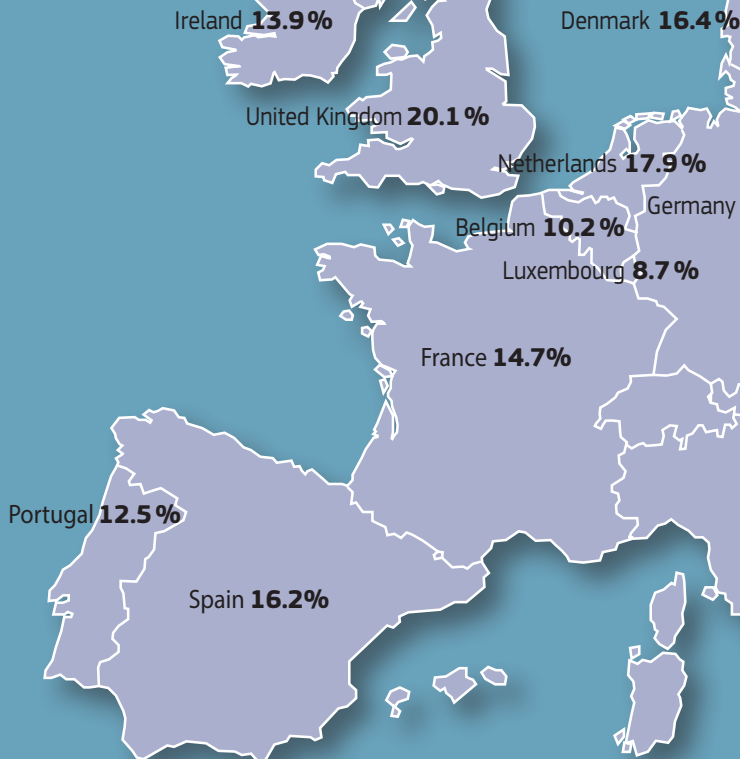 Ireland 13.9%
Denmark 16.4%
United Kingdom 20.1%
Netherlands 17.9%
Germany
Belgium 10.2%
Luxembourg 8.7%
France 14.7%
Portugal 12.5%
Spain 16.2%